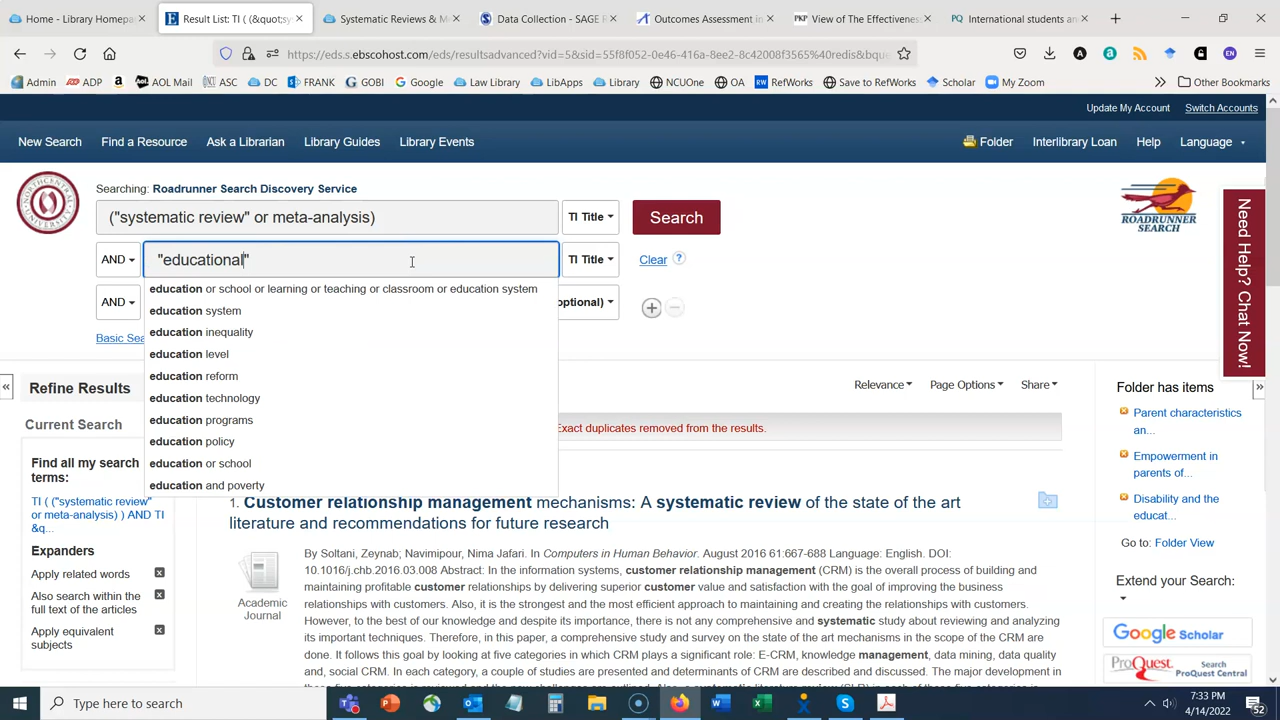 Home - Library Homepa
Result List: TI ( (&quot;sy
Systematic Reviews & M
Data Collection - SAGE R
Outcomes Assessment in
View of The Effectiveness
International students an
https://eds.s.ebscohost.com/eds/resultsadvanced?vid=5&sid=55f8f052-0e46-416a-8ee2-8c42008f3565%40redis&bque
Admin
ADP
AOL Mail
ASC
DC
FRANK
GOBI
Google
Law Library
LibApps
Library
NCUOne
OA
RefWorks
Scholar
My Zoom
Other Bookmarks
Update My Account
Switch Accounts
New Search
Find a Resource
Ask a Librarian
Library Guides
Library Events
Folder
Interlibrary Loan
Help
Language
Searching: Roadrunner Search Discovery Service
("systematic review" or meta-analysis)
TI Title
Search
AND
"educational"
TI Title
Clear
ROADRUNNER
SEARCH
Need Help? Chat Now!
AND
ptional)
education or school or learning or teaching or classroom or education system
education system
education inequality
education level
education reform
education technology
education programs
education policy
education or school
education and poverty
Basic Sea
Refine Results
Current Search
Find all my search
terms:
TI ( ("systematic review"
or meta-analysis) ) AND TI
&q...
Expanders
Apply related words
Also search within the
full text of the articles
Apply equivalent
subjects
Relevance
Page Options
Share
Exact duplicates removed from the results.
1. Customer relationship management mechanisms: A systematic review of the state of the art
literature and recommendations for future research
Academic
Journal
By Soltani, Zeynab; Navimipour, Nima Jafari. In Computers in Human Behavior. August 2016 61:667-688 Language: English. DOI:
10.1016/j.chb.2016.03.008 Abstract: In the information systems, customer relationship management (CRM) is the overall process of building and
maintaining profitable customer relationships by delivering superior customer value and satisfaction with the goal of improving the business
relationships with customers. Also, it is the strongest and the most efficient approach to maintaining and creating the relationships with customers.
However, to the best of our knowledge and despite its importance, there is not any comprehensive and systematic study about reviewing and analyzing
its important techniques. Therefore, in this paper, a comprehensive study and survey on the state of the art mechanisms in the scope of the CRM are
done. It follows this goal by looking at five categories in which CRM plays a significant role: E-CRM, knowledge management, data mining, data quality
and, social CRM. In each category, a couple of studies are presented and determinants of CRM are described and discussed. The major development in
Folder has items
Parent characteristics
an...
Empowerment in
parents of...
Disability and the
educat...
Go to: Folder View
Extend your Search:
Google Scholar
ProQuest
Search
ProQuest Central
Type here to search
7:33 PM
4/14/2022
52